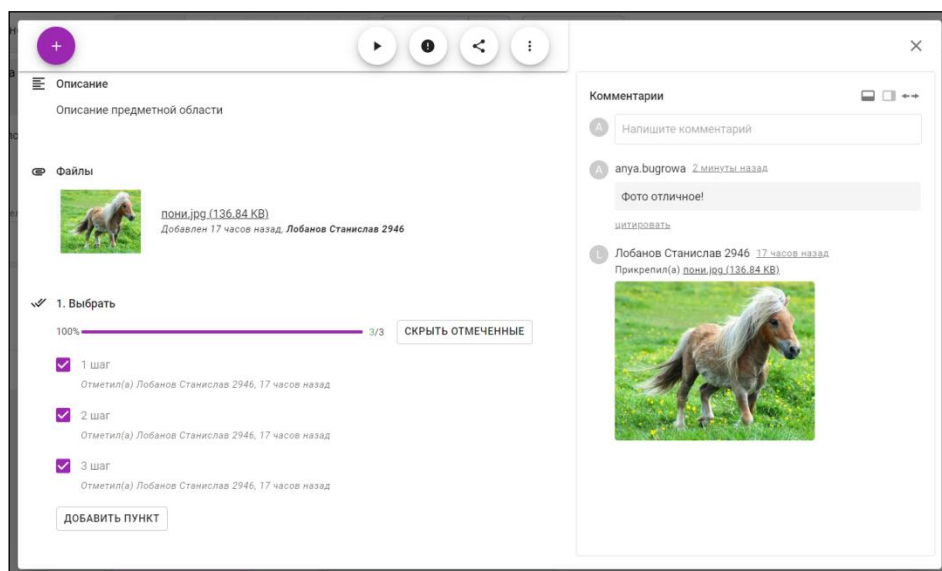 Описание
Описание предметной области
Файлы
пони.jpg (136.84 KB)
Добавлен 17 часов назад, Лобанов Станислав 2946
1. Выбрать
100%
3/3
СКРЫТЬ ОТМЕЧЕННЫЕ
1 шаг
Отметил(а) Лобанов Станислав 2946, 17 часов назад
2 шаг
Отметил(а) Лобанов Станислав 2946, 17 часов назад
3 шаг
Отметил(а) Лобанов Станислав 2946, 17 часов назад
ДОБАВИТЬ ПУНКТ
Комментарии
A
Напишите комментарий
A
anya.bugrowa 2 минуты назад
Фото отличное!
цитировать
L
Лобанов Станислав 2946 17 часов назад
Прикрепил(а) пони.jpg (136.84 KB)